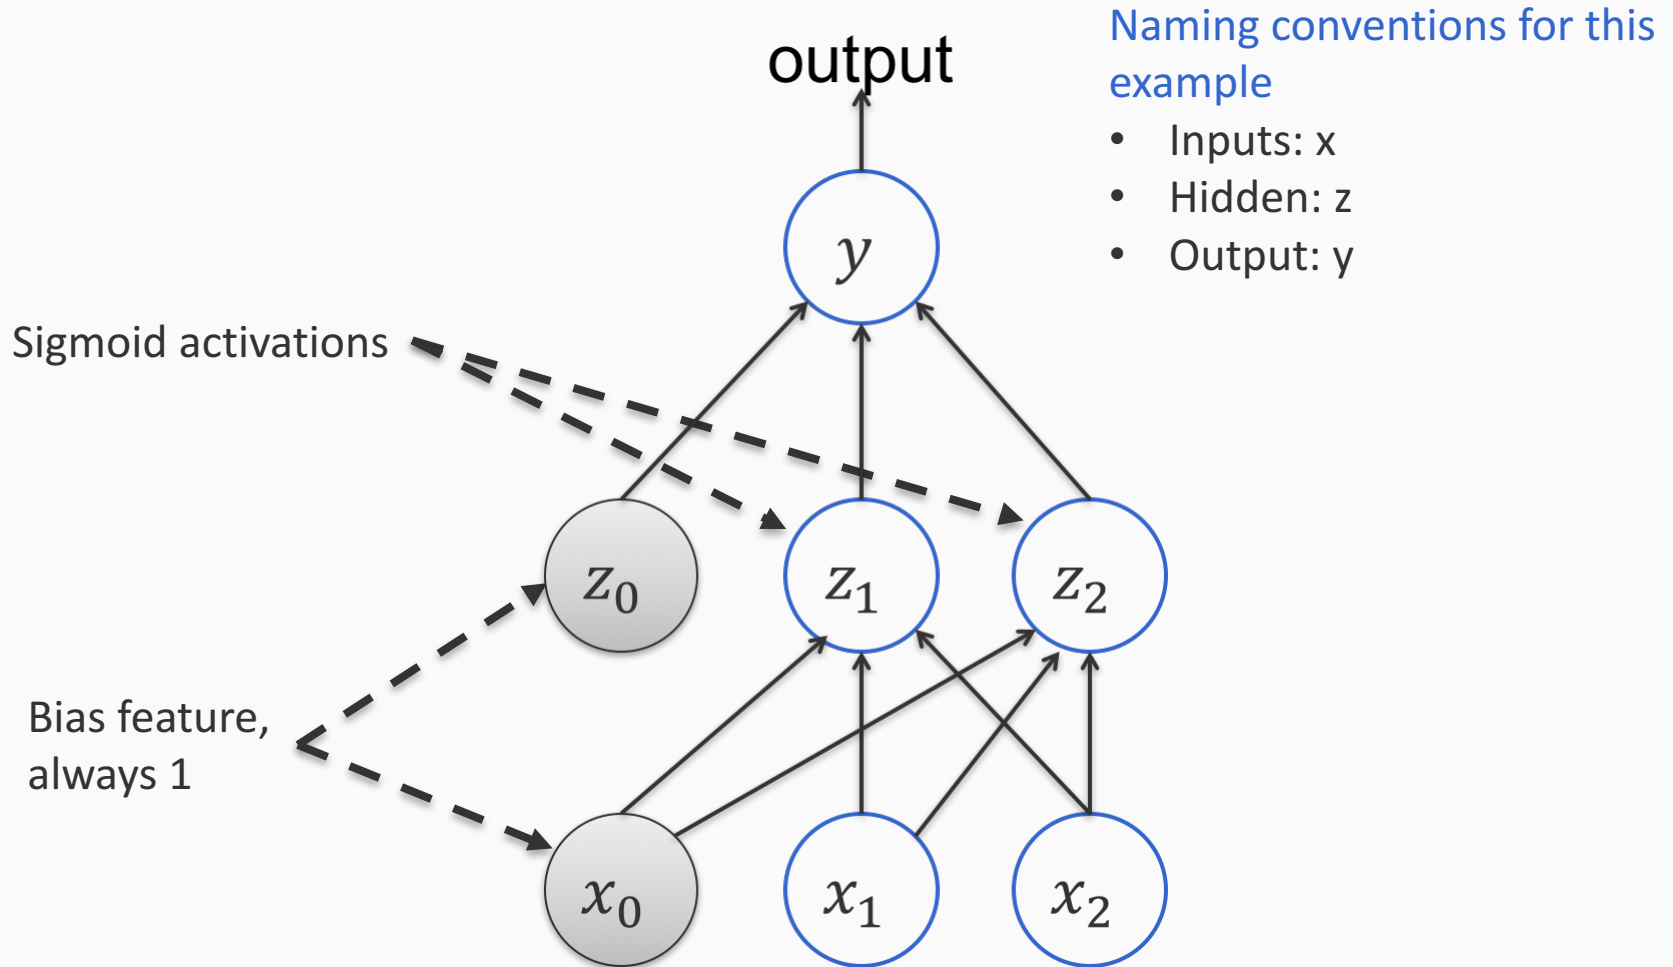 output
Naming conventions for this
example
• Inputs: x
• Hidden: z
• Output: y
y
Sigmoid activations
z₀
z₁
z₂
Bias feature,
always 1
x₀
x₁
x₂